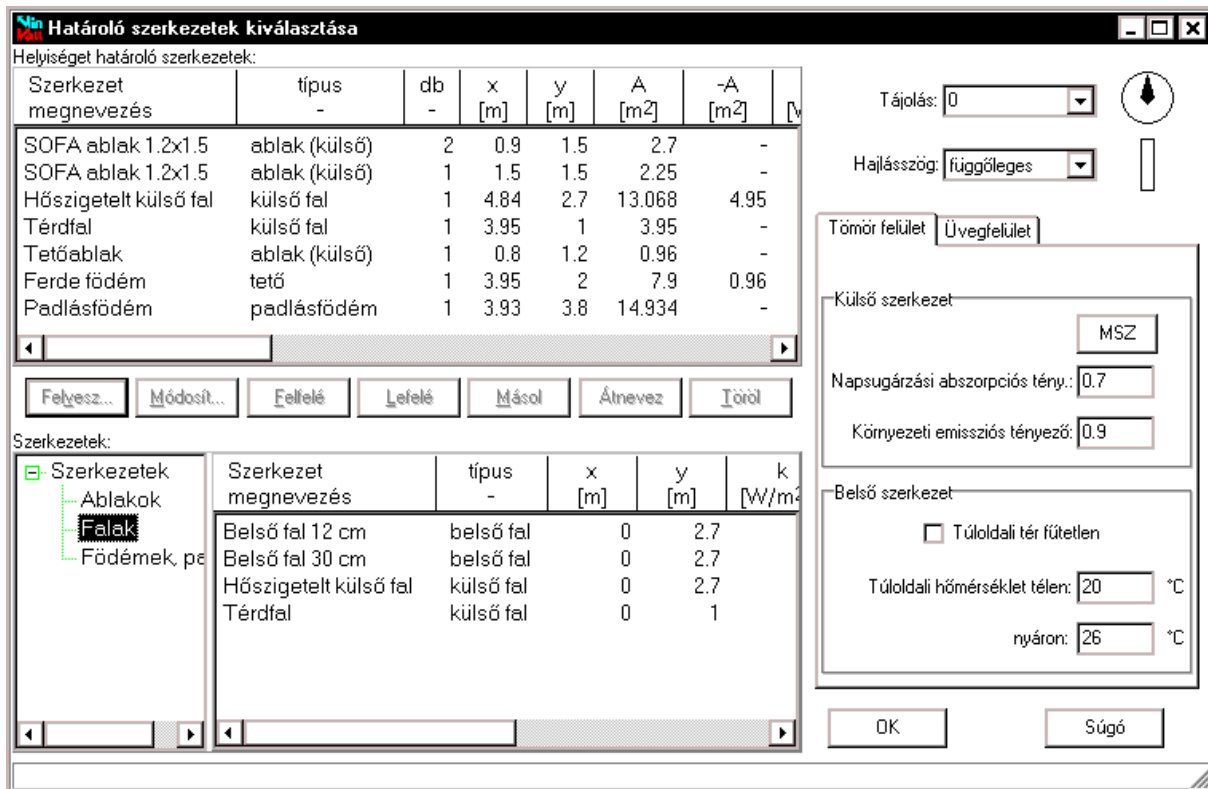 Win Watt Határoló szerkezetek kiválasztása
Helyiséget határoló szerkezetek:
Szerkezet megnevezés típus - db - x [m] y [m] A [m2] -A [m2]
SOFA ablak 1.2x1.5 ablak (külső) 2 0.9 1.5 2.7 -
SOFA ablak 1.2x1.5 ablak (külső) 1 1.5 1.5 2.25 -
Hőszigetelt külső fal külső fal 1 4.84 2.7 13.068 4.95
Térdfal külső fal 1 3.95 1 3.95 -
Tetőablak ablak (külső) 1 0.8 1.2 0.96 -
Ferde födém tető 1 3.95 2 7.9 0.96
Padlásfödém padlásfödém 1 3.93 3.8 14.934 -
Felvesz... Módosít... Felfelé Lefelé Másol Átnevez Töröl
Szerkezetek:
Szerkezetek
Ablakok
Falak
Födémek, pa
Szerkezet megnevezés típus - x [m] y [m] k [W/m2
Belső fal 12 cm belső fal 0 2.7
Belső fal 30 cm belső fal 0 2.7
Hőszigetelt külső fal külső fal 0 2.7
Térdfal külső fal 0 1
Tájolás: 0
Hajlásszög: függőleges
Tömör felület Üvegfelület
Külső szerkezet
MSZ
Napsugárzási abszorpciós tény.: 0.7
Környezeti emissziós tényező: 0.9
Belső szerkezet
Túloldali tér fűtetlen
Túloldali hőmérséklet télen: 20 °C
nyáron: 26 °C
OK Súgó